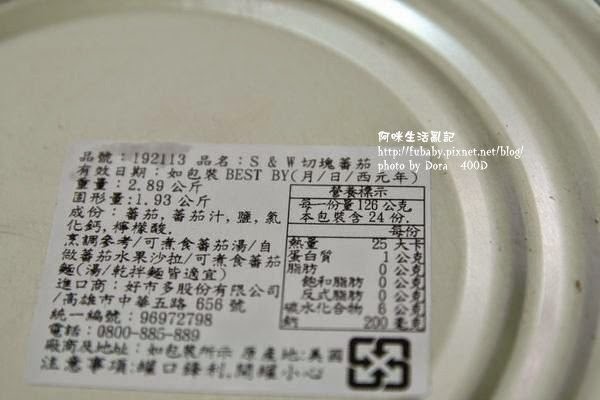 阿咪生活亂記
http://fubaby.pixnet.net/blog/
photo by Dora 400D
品號：192113 品名：S & W切塊蕃茄
有效日期：如包裝BEST BY(月/日/西元年)
重量：2.89公斤
固形量：1.93公斤
成份：蕃茄,蕃茄汁,鹽,氯
化鈣,檸檬酸.
烹調參考/可煮食蕃茄湯/自
做蕃茄水果沙拉/可煮食蕃茄
麵(湯/乾拌麵皆適宜)
進口商：好市多股份有限公司
/高雄市中華五路656號
統一編號：96972798
電話：0800-885-889
廠商及地址：如包裝所示 原產地:美國
注意事項:罐口鋒利,開罐小心
營養標示
每一份量126公克
本包裝含24份.
每份
熱量 25大卡
蛋白質 1公克
脂肪 0公克
飽和脂肪 0公克
反式脂肪 0公克
碳水化合物 6公克
鈉 200毫克